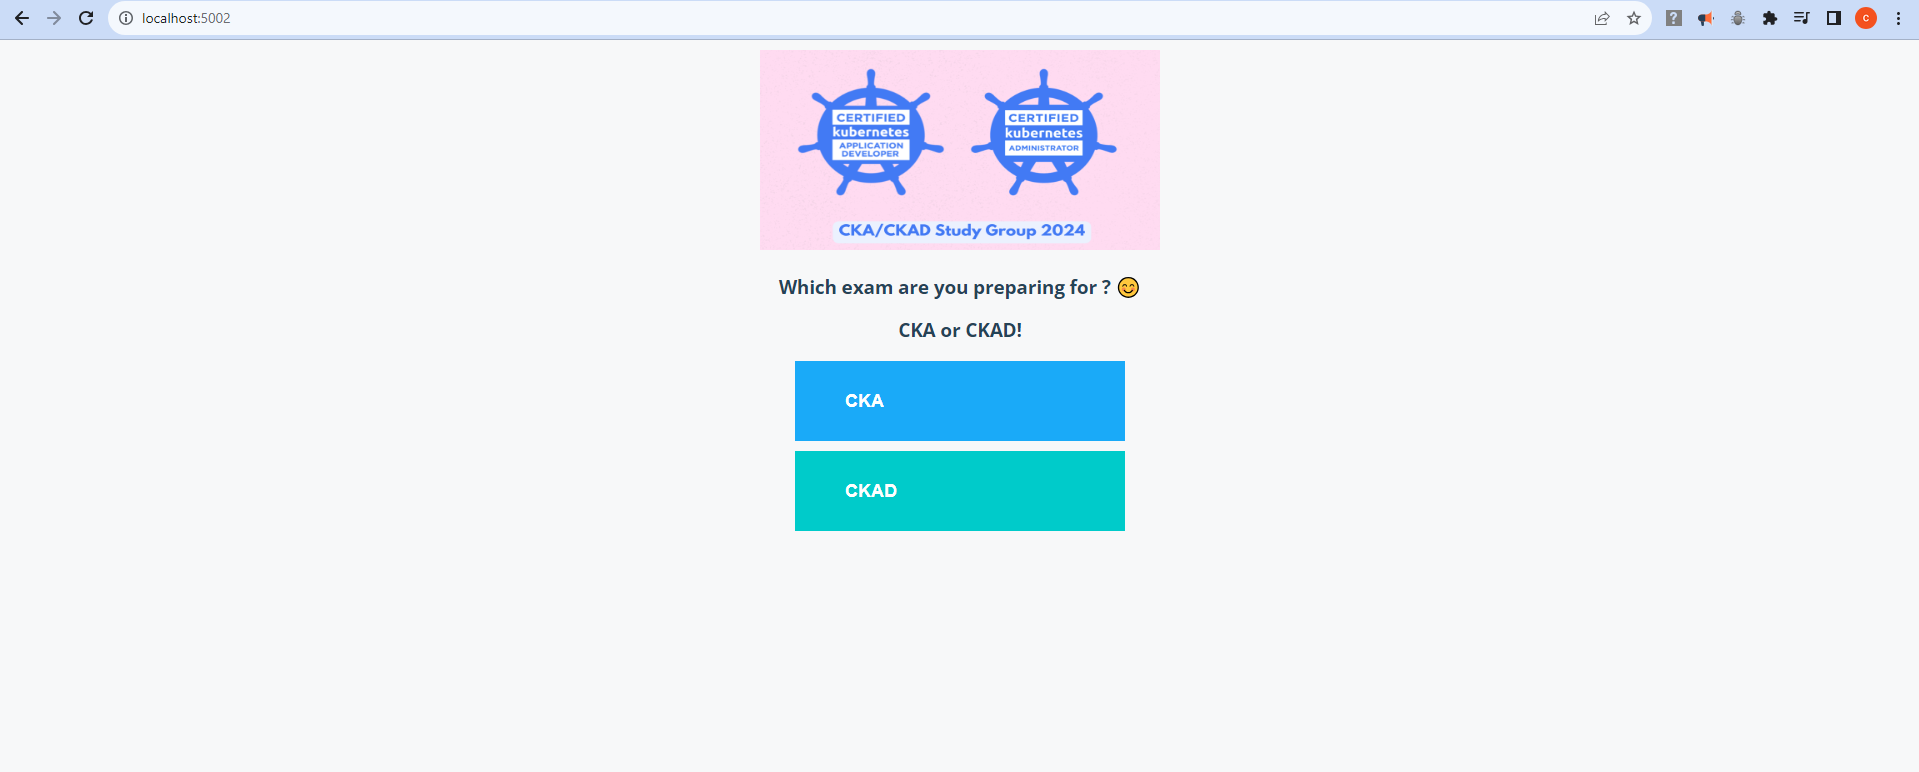 localhost:5002
c
CERTIFIED
kubernetes
APPLICATION
DEVELOPER
CERTIFIED
kubernetes
ADMINISTRATOR
CKA/CKAD Study Group 2024
Which exam are you preparing for ? 😊
CKA or CKAD!
CKA
CKAD